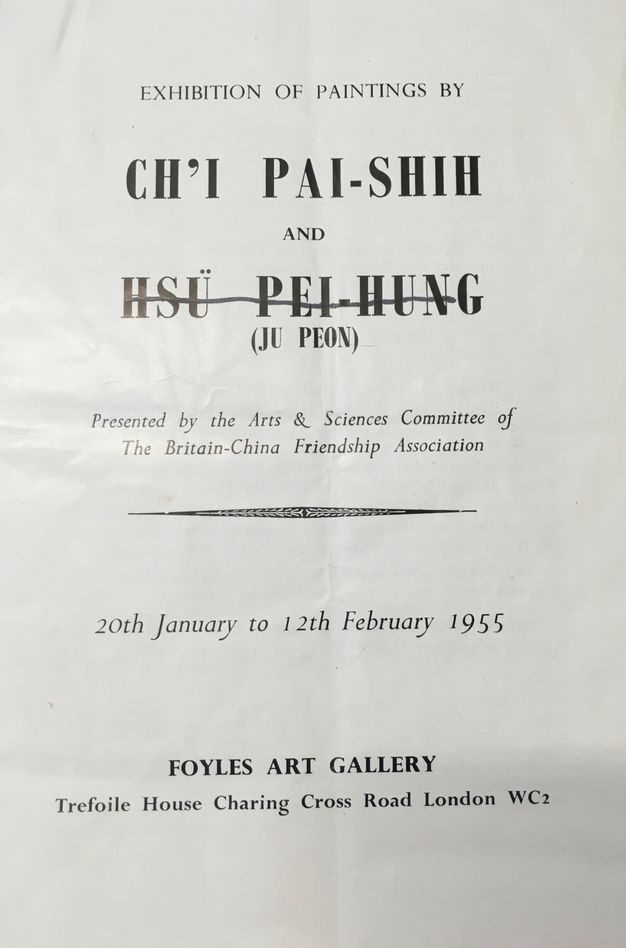 EXHIBITION OF PAINTINGS BY
CH'I PAI-SHIH
AND
HSÜ PEI-HUNG
(JU PEON)
Presented by the Arts & Sciences Committee of
The Britain-China Friendship Association
20th January to 12th February 1955
FOYLES ART GALLERY
Trefoile House Charing Cross Road London WC2